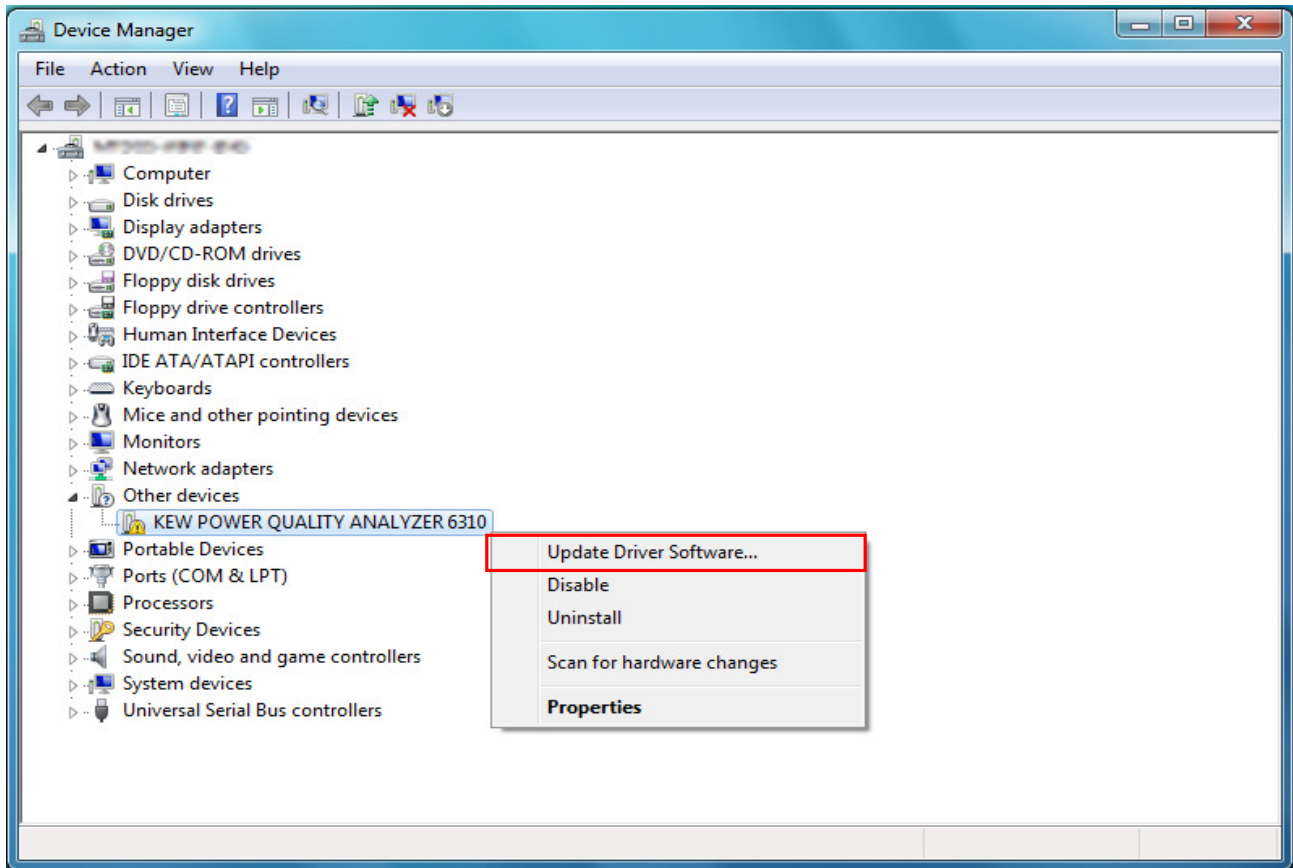 Device Manager
File Action View Help
Computer
Disk drives
Display adapters
DVD/CD-ROM drives
Floppy disk drives
Floppy drive controllers
Human Interface Devices
IDE ATA/ATAPI controllers
Keyboards
Mice and other pointing devices
Monitors
Network adapters
Other devices
KEW POWER QUALITY ANALYZER 6310
Portable Devices
Ports (COM & LPT)
Processors
Security Devices
Sound, video and game controllers
System devices
Universal Serial Bus controllers
Update Driver Software...
Disable
Uninstall
Scan for hardware changes
Properties